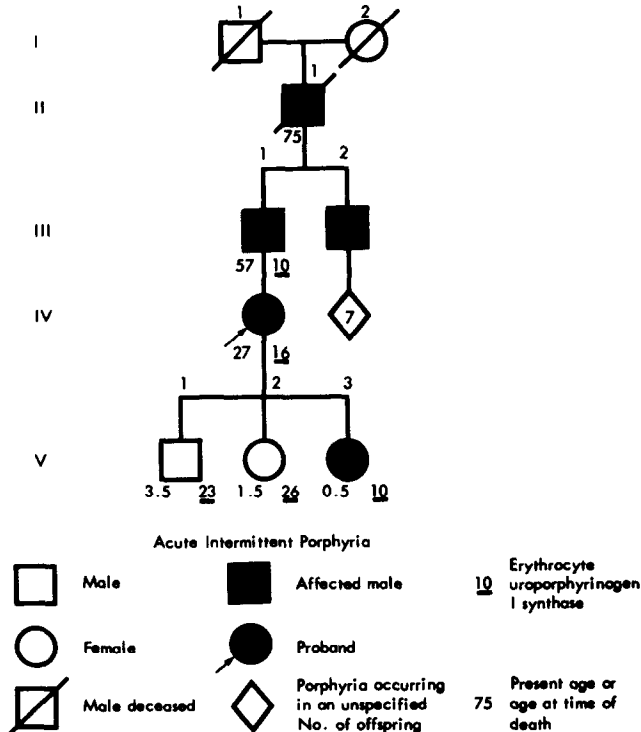 I
1 2
II
1
75
1 2
III
57 10
IV
7
27 16
1 2 3
V
3.5 23 1.5 26 0.5 10
Acute Intermittent Porphyria
Male
Affected male
10
Erythrocyte
uroporphyrinogen
I synthase
Female
Proband
Male deceased
Porphyria occurring
in an unspecified
No. of offspring
75
Present age or
age at time of
death